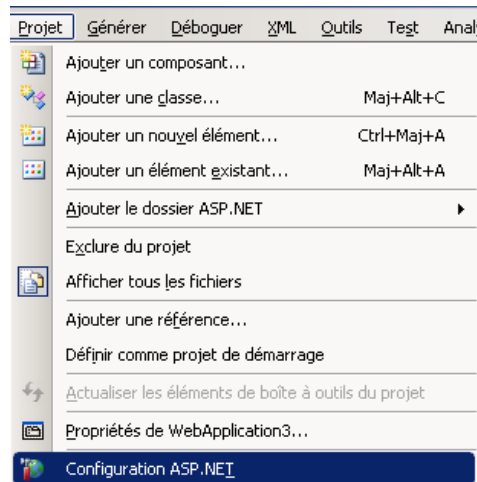 Projet Générer Déboguer XML Outils Test Anal
Ajouter un composant...
Ajouter une classe... Maj+Alt+C
Ajouter un nouvel élément... Ctrl+Maj+A
Ajouter un élément existant... Maj+Alt+A
Ajouter le dossier ASP.NET
Exclure du projet
Afficher tous les fichiers
Ajouter une référence...
Définir comme projet de démarrage
Actualiser les éléments de boîte à outils du projet
Propriétés de WebApplication3...
Configuration ASP.NET